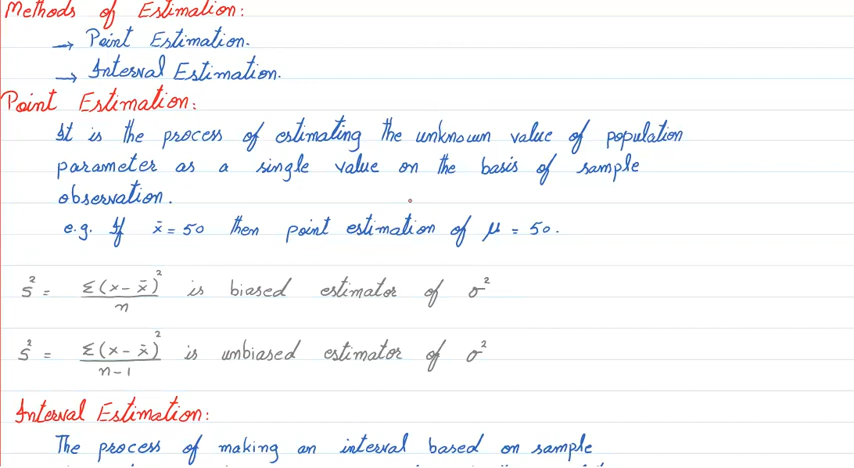 Methods of Estimation:
→ Point Estimation.
→ Interval Estimation.
Point Estimation:
It is the process of estimating the unknown value of population
parameter as a single value on the basis of sample
observation.
e.g. If x̄ = 50 then point estimation of μ = 50.
s² = Σ(x - x̄)² / n is biased estimator of σ²
s² = Σ(x - x̄)² / n-1 is unbiased estimator of σ²
Interval Estimation:
The process of making an interval based on sample